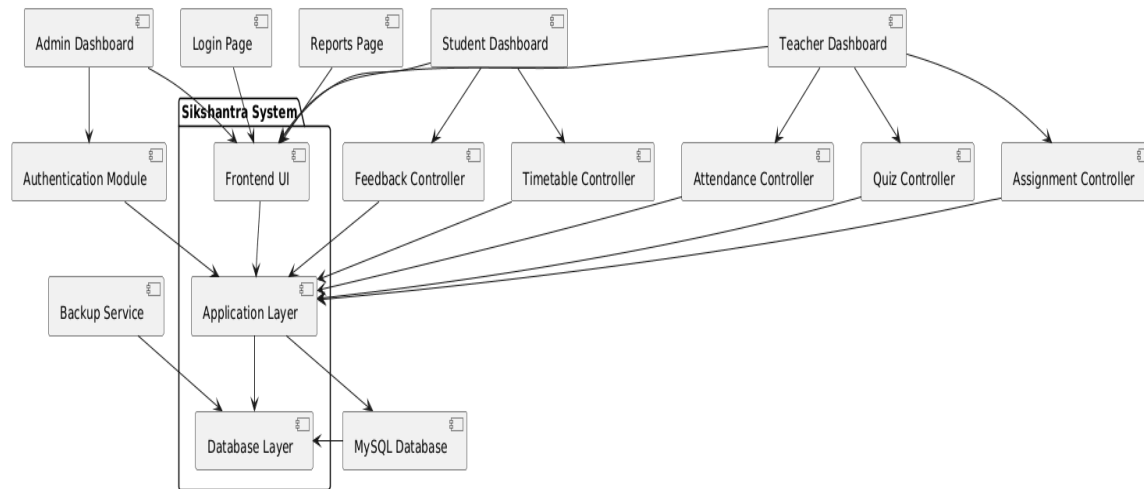 Admin Dashboard
Login Page
Reports Page
Student Dashboard
Teacher Dashboard
Sikshantra System
Authentication Module
Frontend UI
Feedback Controller
Timetable Controller
Attendance Controller
Quiz Controller
Assignment Controller
Backup Service
Application Layer
Database Layer
MySQL Database